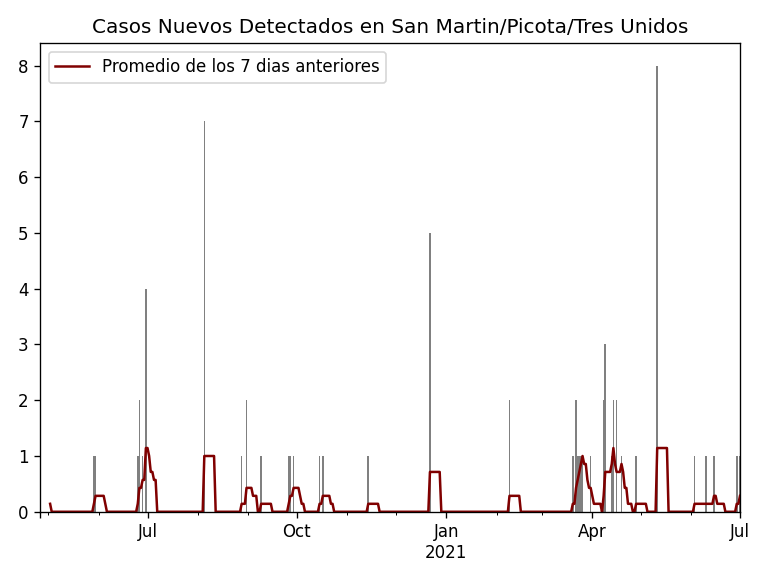 Casos Nuevos Detectados en San Martin/Picota/Tres Unidos
Promedio de los 7 dias anteriores
8
7
6
5
4
3
2
1
0
Jul
Oct
Jan
2021
Apr
Jul